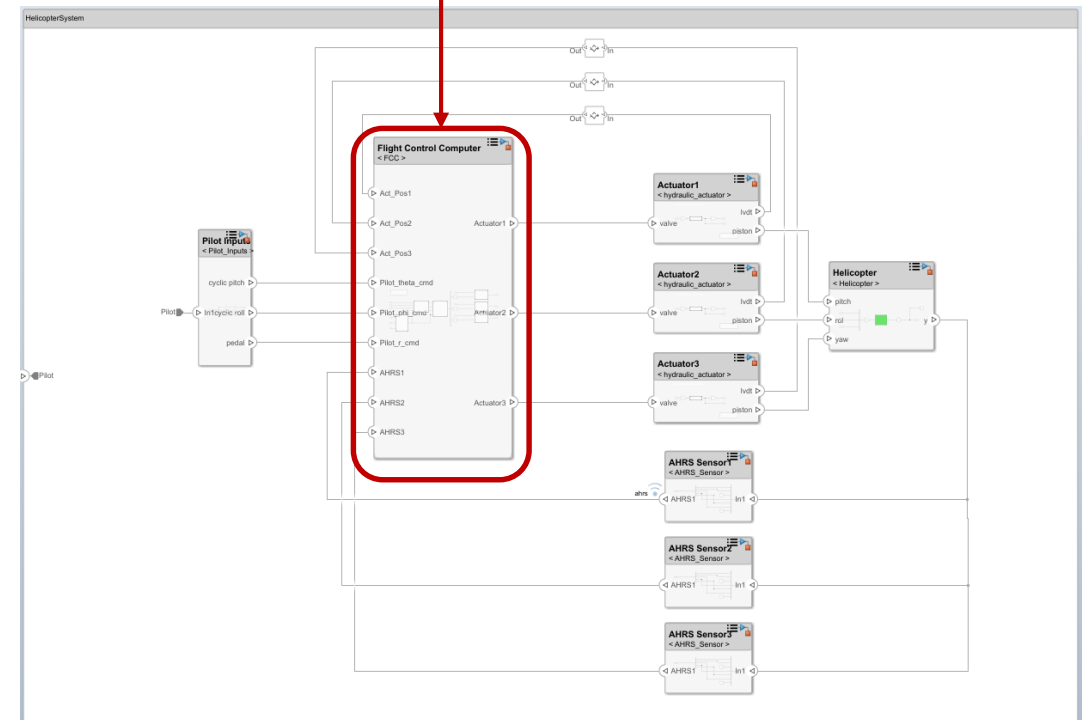 HelicopterSystem
Out In
Out In
Out In
Flight Control Computer
< FCC >
Act_Pos1
Act_Pos2
Actuator1
Act_Pos3
Pilot_theta_cmd
Pilot_phi_cmd
Actuator2
Pilot_r_cmd
AHRS1
AHRS2
Actuator3
AHRS3
Pilot Inputs
< Pilot_Inputs >
cyclic pitch
Pilot
In1
cyclic roll
pedal
Pilot
Actuator1
< hydraulic_actuator >
lvdt
valve
piston
Actuator2
< hydraulic_actuator >
lvdt
valve
piston
Actuator3
< hydraulic_actuator >
lvdt
valve
piston
Helicopter
< Helicopter >
pitch
rol
y
yaw
AHRS Sensor1
< AHRS_Sensor >
ahrs
AHRS1 In1
AHRS Sensor2
< AHRS_Sensor >
AHRS1 In1
AHRS Sensor3
< AHRS_Sensor >
AHRS1 In1